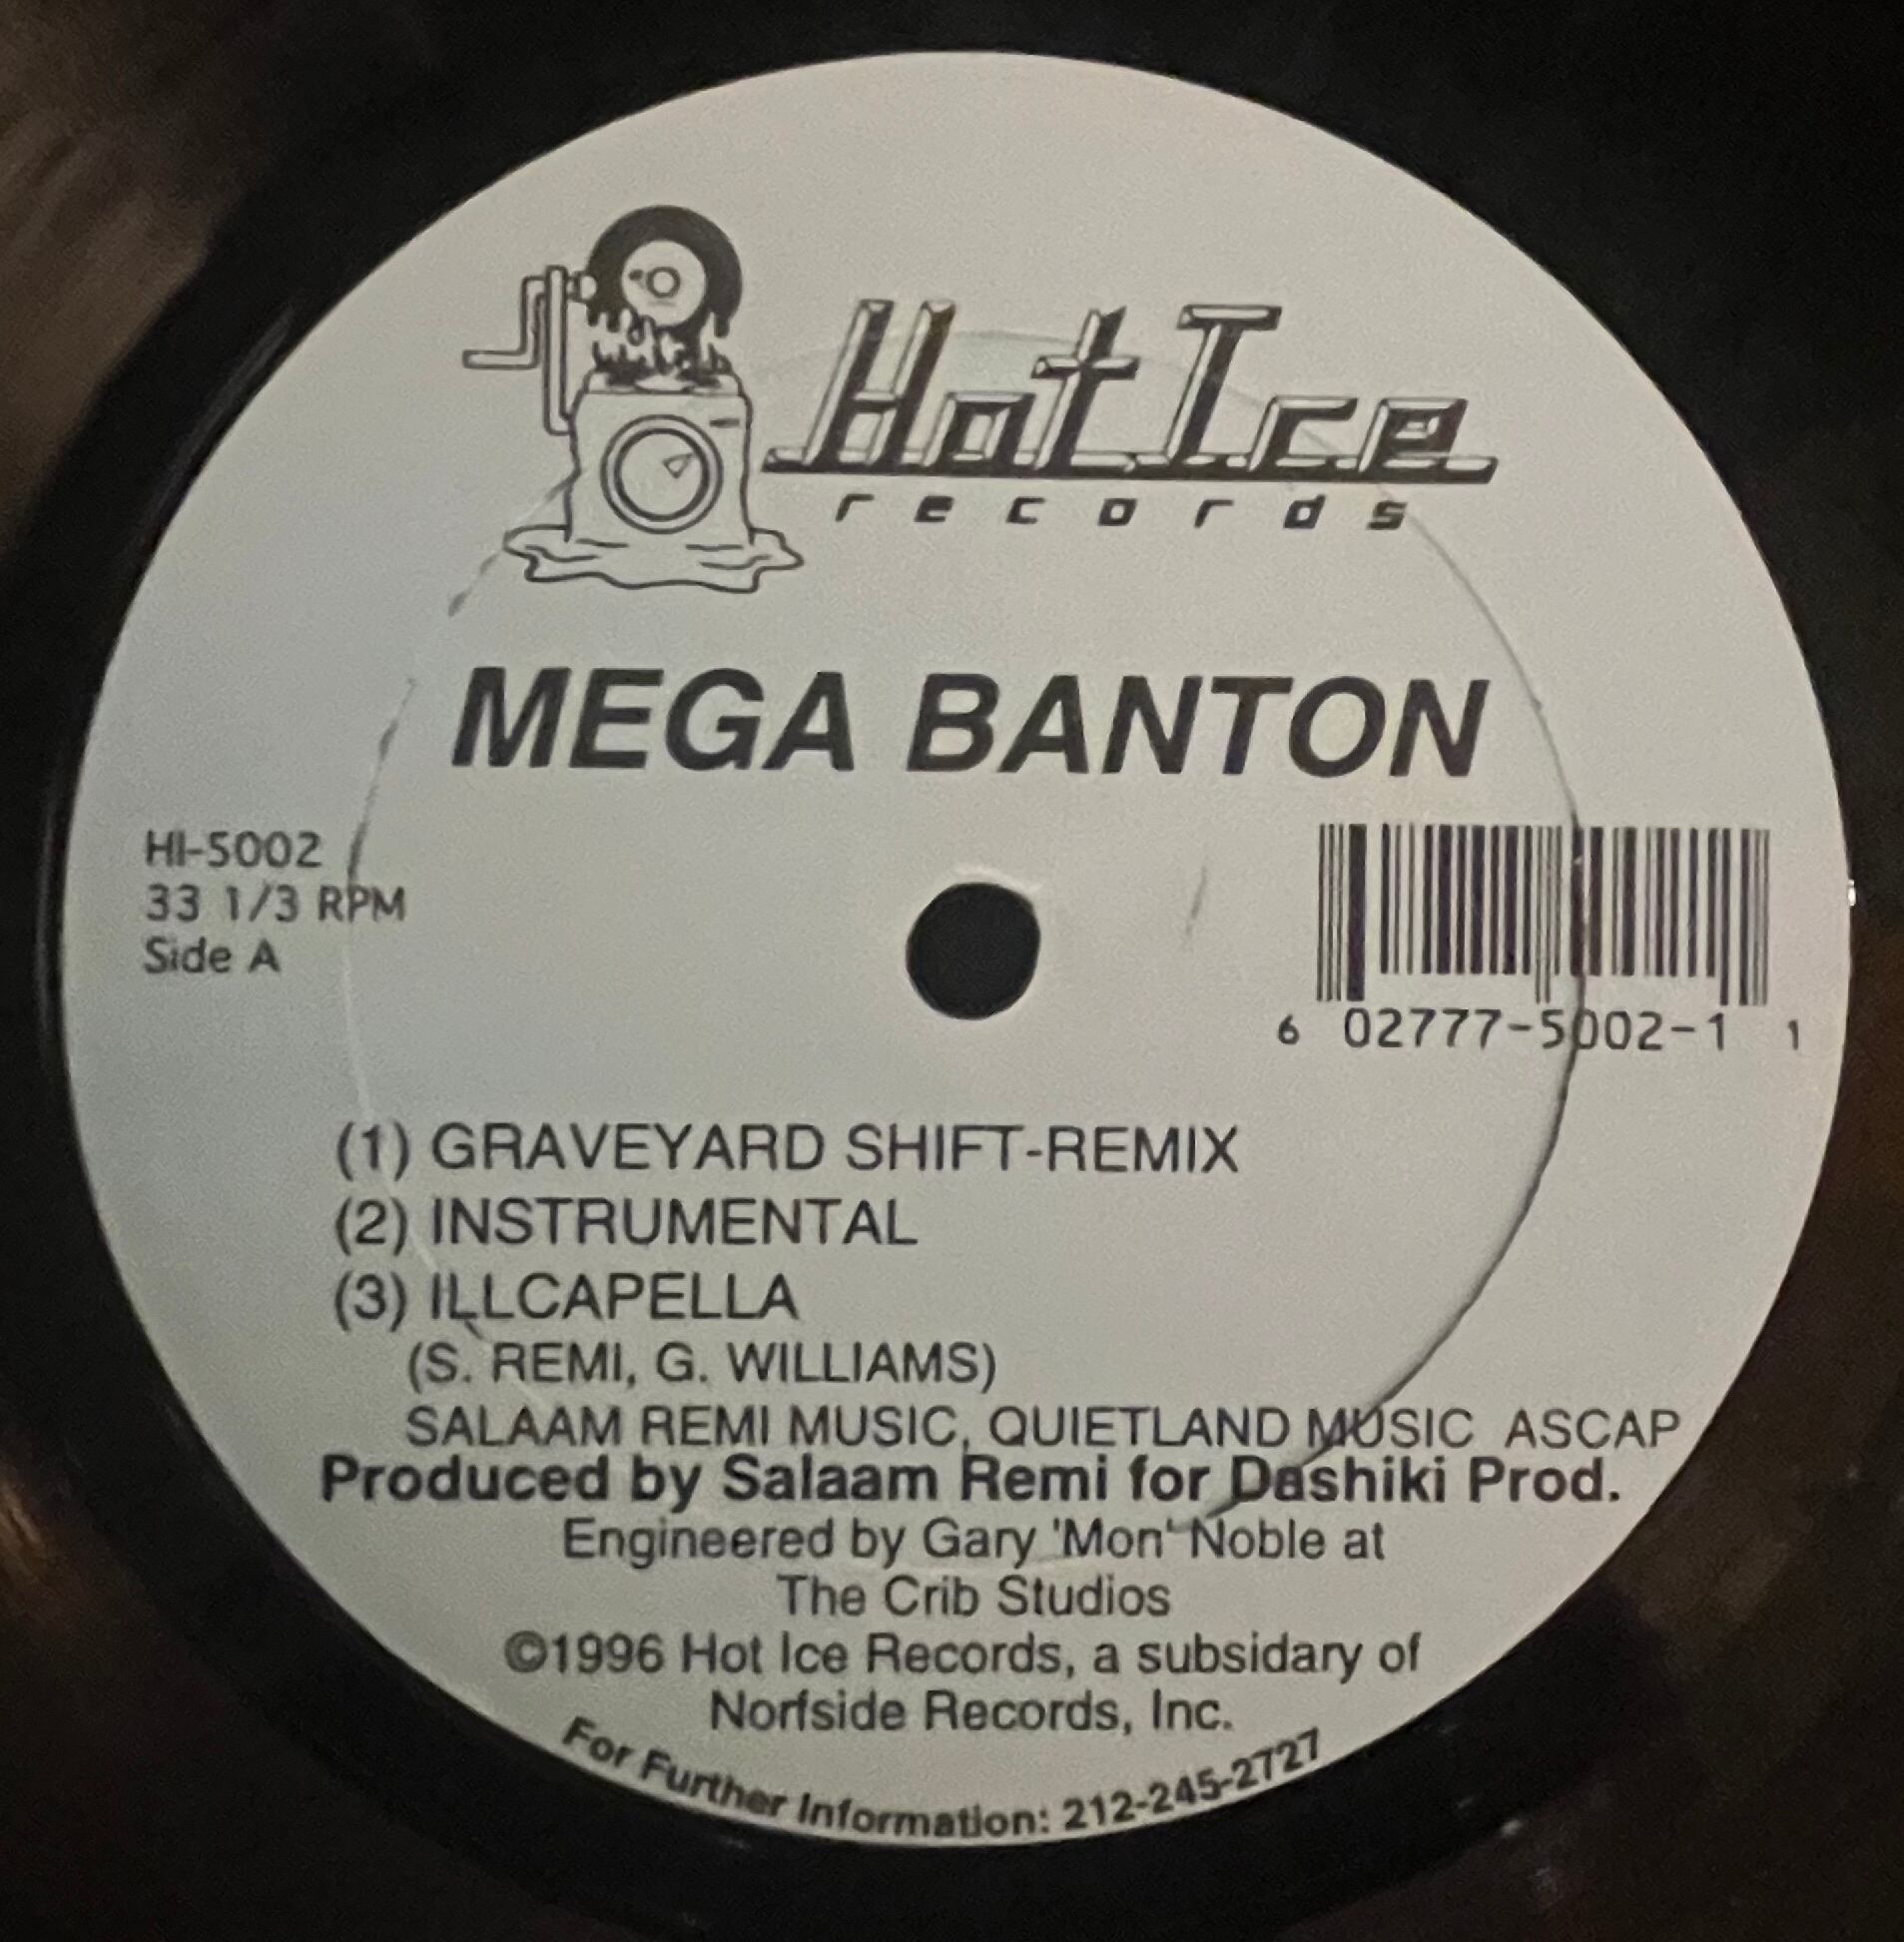 Hot Ice
records
MEGA BANTON
HI-5002
33 1/3 RPM
Side A
6 02777-5002-1 1
(1) GRAVEYARD SHIFT-REMIX
(2) INSTRUMENTAL
(3) ILLCAPELLA
(S. REMI, G. WILLIAMS)
SALAAM REMI MUSIC, QUIETLAND MUSIC ASCAP
Produced by Salaam Remi for Dashiki Prod.
Engineered by Gary 'Mon' Noble at
The Crib Studios
©1996 Hot Ice Records, a subsidary of
Norfside Records, Inc.
For Further Information: 212-245-2727